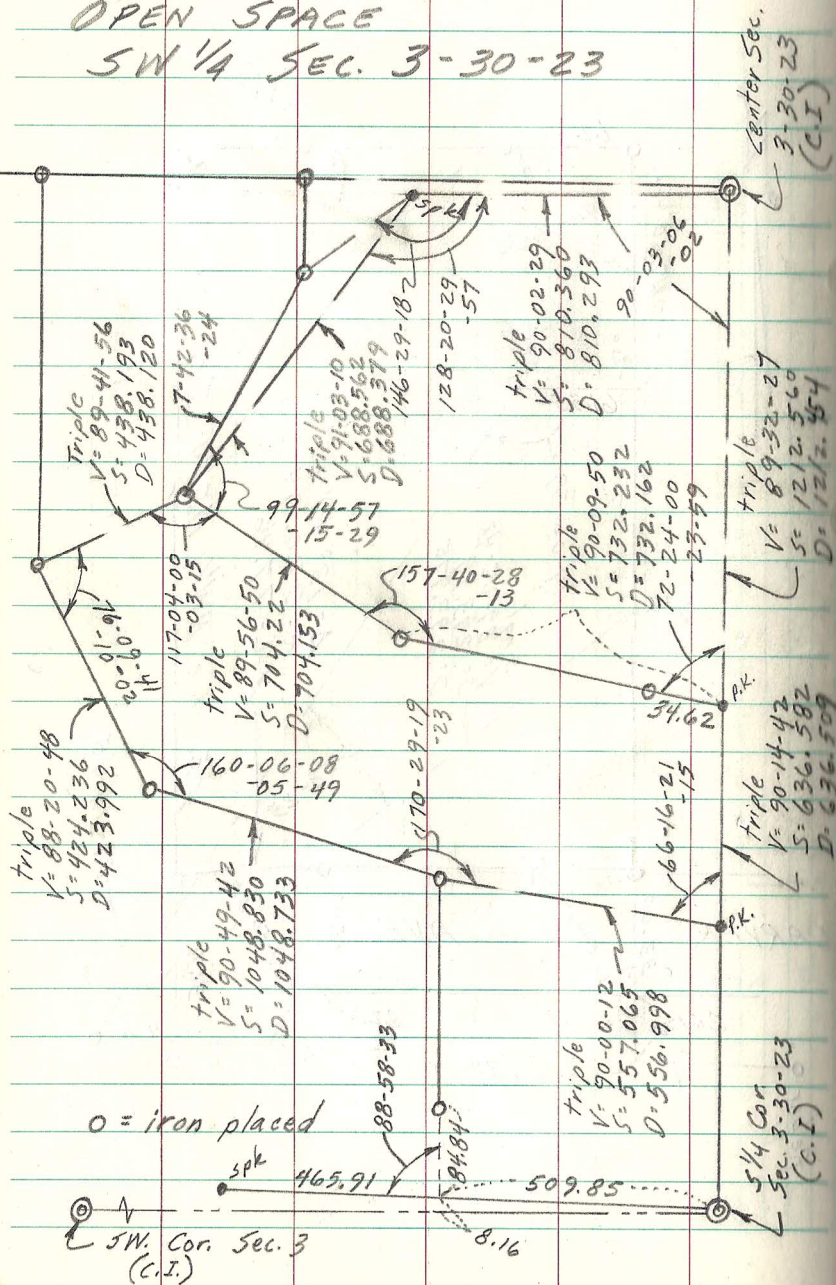 OPEN SPACE
SW 1/4 SEC. 3-30-23
Center Sec.
3-30-23
(C.I)
spk
Triple
V= 89-41-56
S= 438.193
D= 438.120
17-42-36
-24
triple
V= 91-03-10
S= 688.562
D= 688.379
146-29-18
128-20-29
-57
triple
V= 90-02-29
S= 810.360
D= 810.293
90-03-06
-02
99-14-57
-15-29
117-04-00
-03-15
16-09-41
-10-02
triple
V= 89-56-50
S= 704.22
D= 704.153
157-40-28
-13
triple
V= 90-09-50
S= 732.232
D= 732.162
72-24-00
-23-59
triple
V= 89-32-27
S= 1212.560
D= 1212.454
P.K.
34.62
triple
V= 88-20-48
S= 424.236
D= 423.992
160-06-08
-05-49
170-29-19
-23
66-16-21
-15
triple
V= 90-14-42
S= 636.582
D= 636.509
P.K.
triple
V= 90-49-42
S= 1048.830
D= 1048.733
triple
V= 90-00-12
S= 557.065
D= 556.998
88-58-33
84.84
o = iron placed
spk
465.91
509.85
8.16
SW. Cor. Sec. 3
(C.I.)
S 1/4 Cor.
Sec. 3-30-23
(C.I)